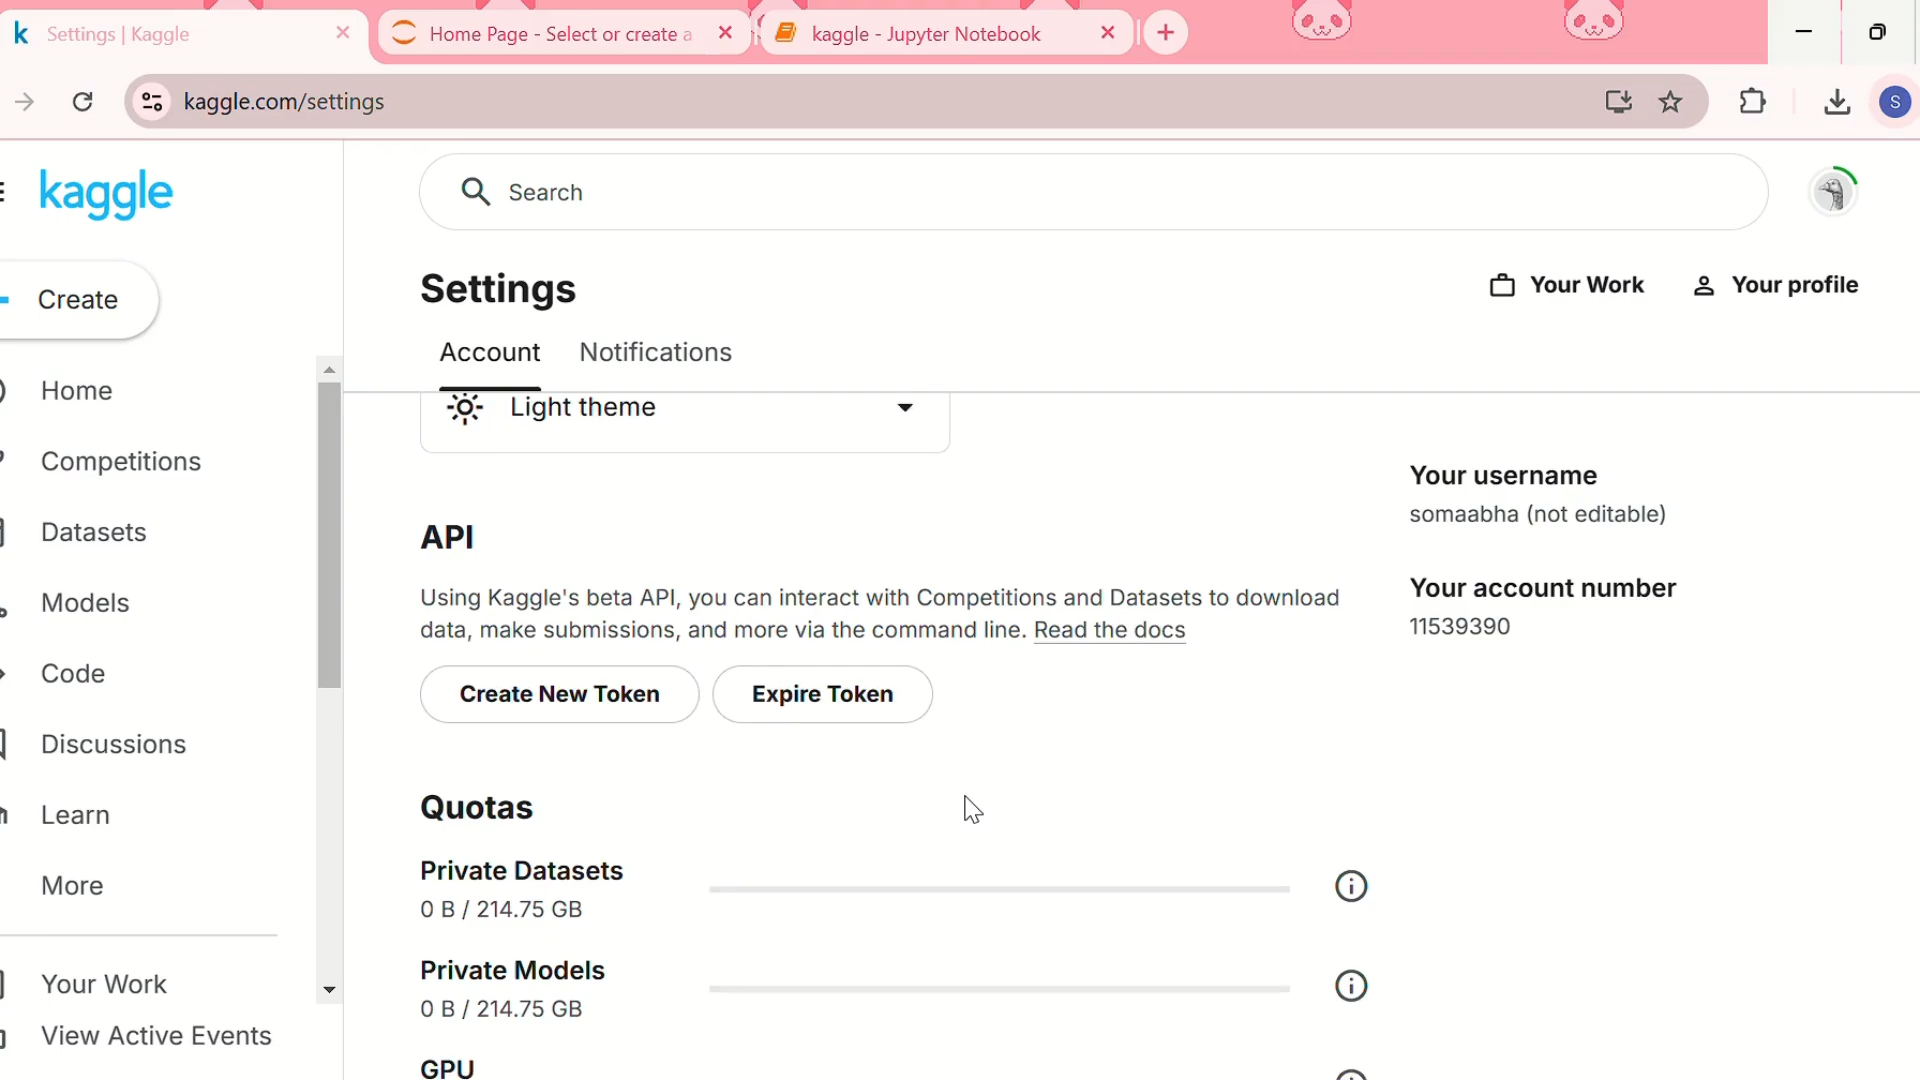 k Settings | Kaggle
Home Page - Select or create a
kaggle - Jupyter Notebook
kaggle.com/settings
S
kaggle
Search
Create
Settings
Your Work
Your profile
Account
Notifications
Home
Competitions
Datasets
Models
Code
Discussions
Learn
More
Your Work
View Active Events
Light theme
API
Using Kaggle's beta API, you can interact with Competitions and Datasets to download
data, make submissions, and more via the command line. Read the docs
Create New Token
Expire Token
Your username
somaabha (not editable)
Your account number
11539390
Quotas
Private Datasets
0 B / 214.75 GB
Private Models
0 B / 214.75 GB
GPU